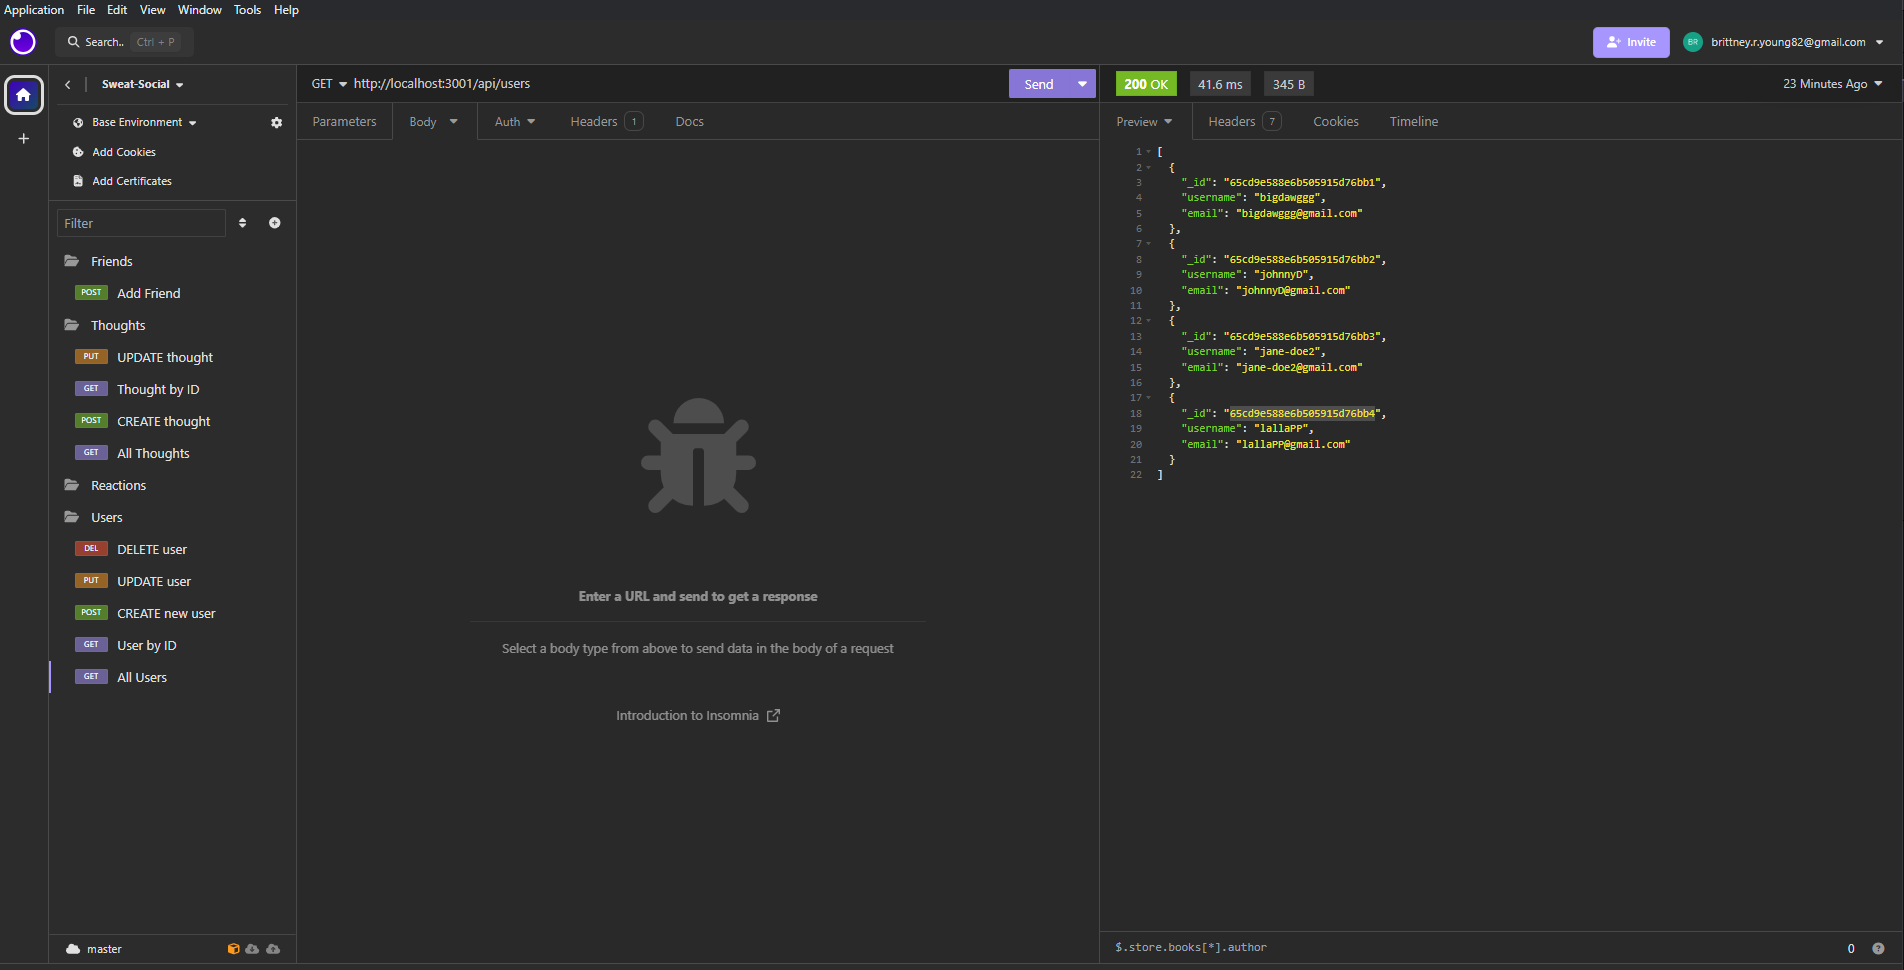 Application File Edit View Window Tools Help
Search.. Ctrl + P
Invite
BR brittney.r.young82@gmail.com
Sweat-Social
Base Environment
Add Cookies
Add Certificates
Filter
Friends
POST Add Friend
Thoughts
PUT UPDATE thought
GET Thought by ID
POST CREATE thought
GET All Thoughts
Reactions
Users
DEL DELETE user
PUT UPDATE user
POST CREATE new user
GET User by ID
GET All Users
master
GET http://localhost:3001/api/users
Send
Parameters Body Auth Headers 1 Docs
Enter a URL and send to get a response
Select a body type from above to send data in the body of a request
Introduction to Insomnia
200 OK 41.6 ms 345 B
23 Minutes Ago
Preview Headers 7 Cookies Timeline
1 [
2 {
3 "_id": "65cd9e588e6b505915d76bb1",
4 "username": "bigdawggg",
5 "email": "bigdawggg@gmail.com"
6 },
7 {
8 "_id": "65cd9e588e6b505915d76bb2",
9 "username": "johnnyD",
10 "email": "johnnyD@gmail.com"
11 },
12 {
13 "_id": "65cd9e588e6b505915d76bb3",
14 "username": "jane-doe2",
15 "email": "jane-doe2@gmail.com"
16 },
17 {
18 "_id": "65cd9e588e6b505915d76bb4",
19 "username": "lallaPP",
20 "email": "lallaPP@gmail.com"
21 }
22 ]
$.store.books[*].author
0 ?